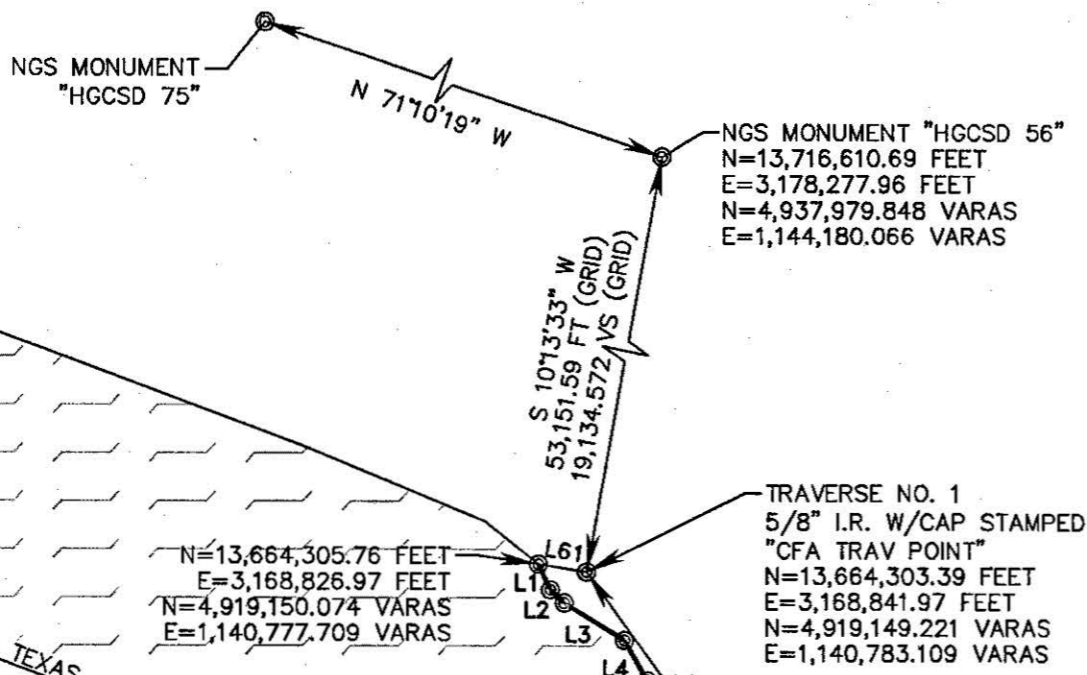 NGS MONUMENT
"HGCSD 75"
N 71°10'19" W
NGS MONUMENT "HGCSD 56"
N=13,716,610.69 FEET
E=3,178,277.96 FEET
N=4,937,979.848 VARAS
E=1,144,180.066 VARAS
S 10°13'33" W
53,151.59 FT (GRID)
19,134.572 VS (GRID)
TRAVERSE NO. 1
5/8" I.R. W/CAP STAMPED
"CFA TRAV POINT"
N=13,664,303.39 FEET
E=3,168,841.97 FEET
N=4,919,149.221 VARAS
E=1,140,783.109 VARAS
N=13,664,305.76 FEET
E=3,168,826.97 FEET
N=4,919,150.074 VARAS
E=1,140,777.709 VARAS
L61
L1
L2
L3
L4
TEXAS